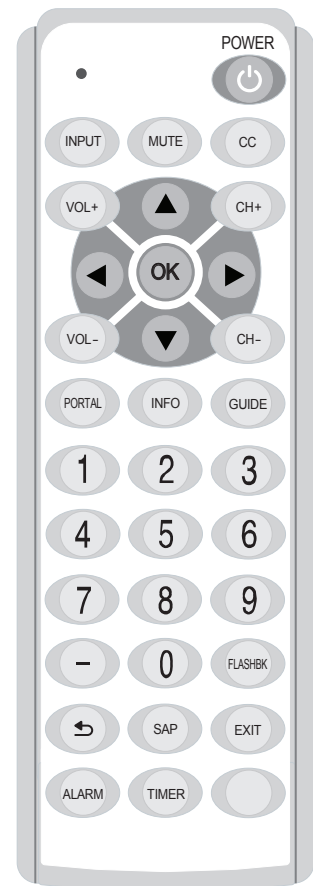 POWER
INPUT MUTE CC
VOL+ CH+
OK
VOL- CH-
PORTAL INFO GUIDE
1 2 3
4 5 6
7 8 9
- 0 FLASHBK
SAP EXIT
ALARM TIMER